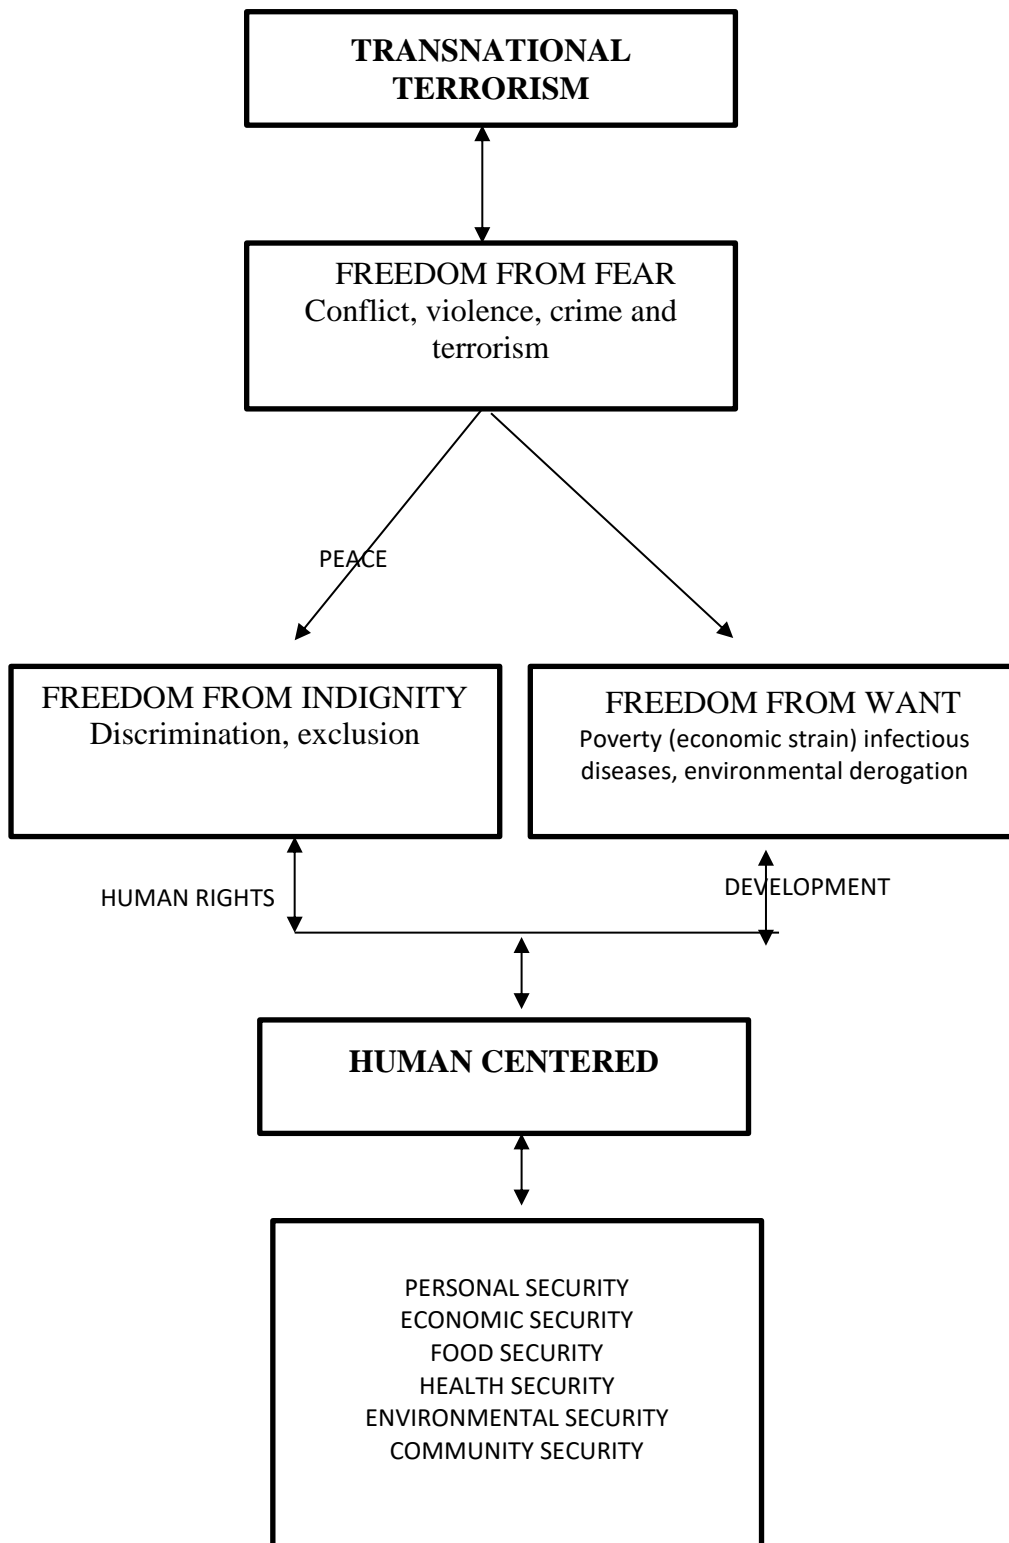 TRANSNATIONAL
TERRORISM
FREEDOM FROM FEAR
Conflict, violence, crime and
terrorism
PEACE
FREEDOM FROM INDIGNITY
Discrimination, exclusion
FREEDOM FROM WANT
Poverty (economic strain) infectious
diseases, environmental derogation
HUMAN RIGHTS
DEVELOPMENT
HUMAN CENTERED
PERSONAL SECURITY
ECONOMIC SECURITY
FOOD SECURITY
HEALTH SECURITY
ENVIRONMENTAL SECURITY
COMMUNITY SECURITY